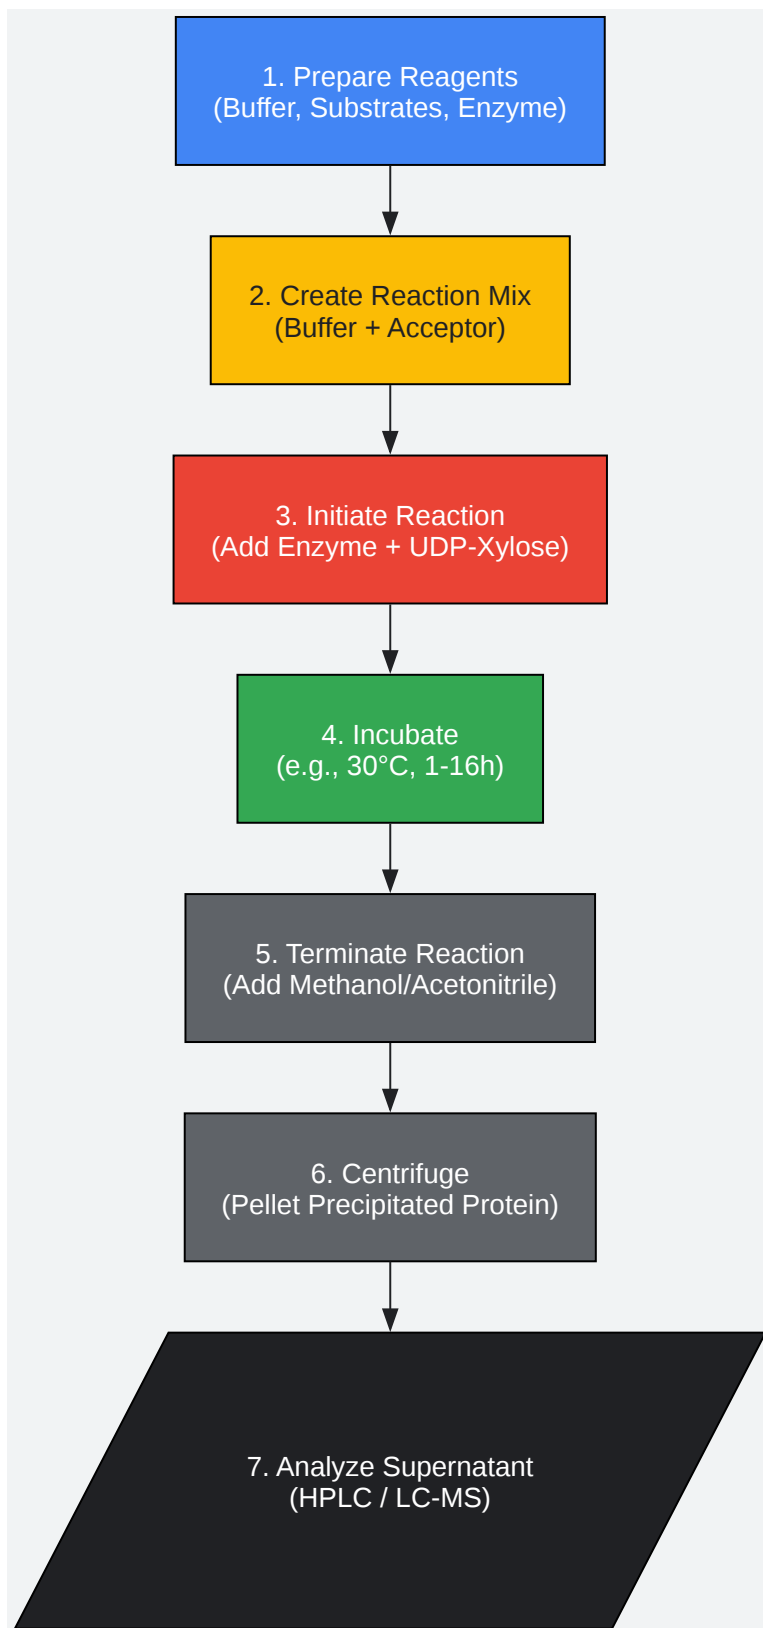 1. Prepare Reagents
(Buffer, Substrates, Enzyme)
2. Create Reaction Mix
(Buffer + Acceptor)
3. Initiate Reaction
(Add Enzyme + UDP-Xylose)
4. Incubate
(e.g., 30°C, 1-16h)
5. Terminate Reaction
(Add Methanol/Acetonitrile)
6. Centrifuge
(Pellet Precipitated Protein)
7. Analyze Supernatant
(HPLC / LC-MS)